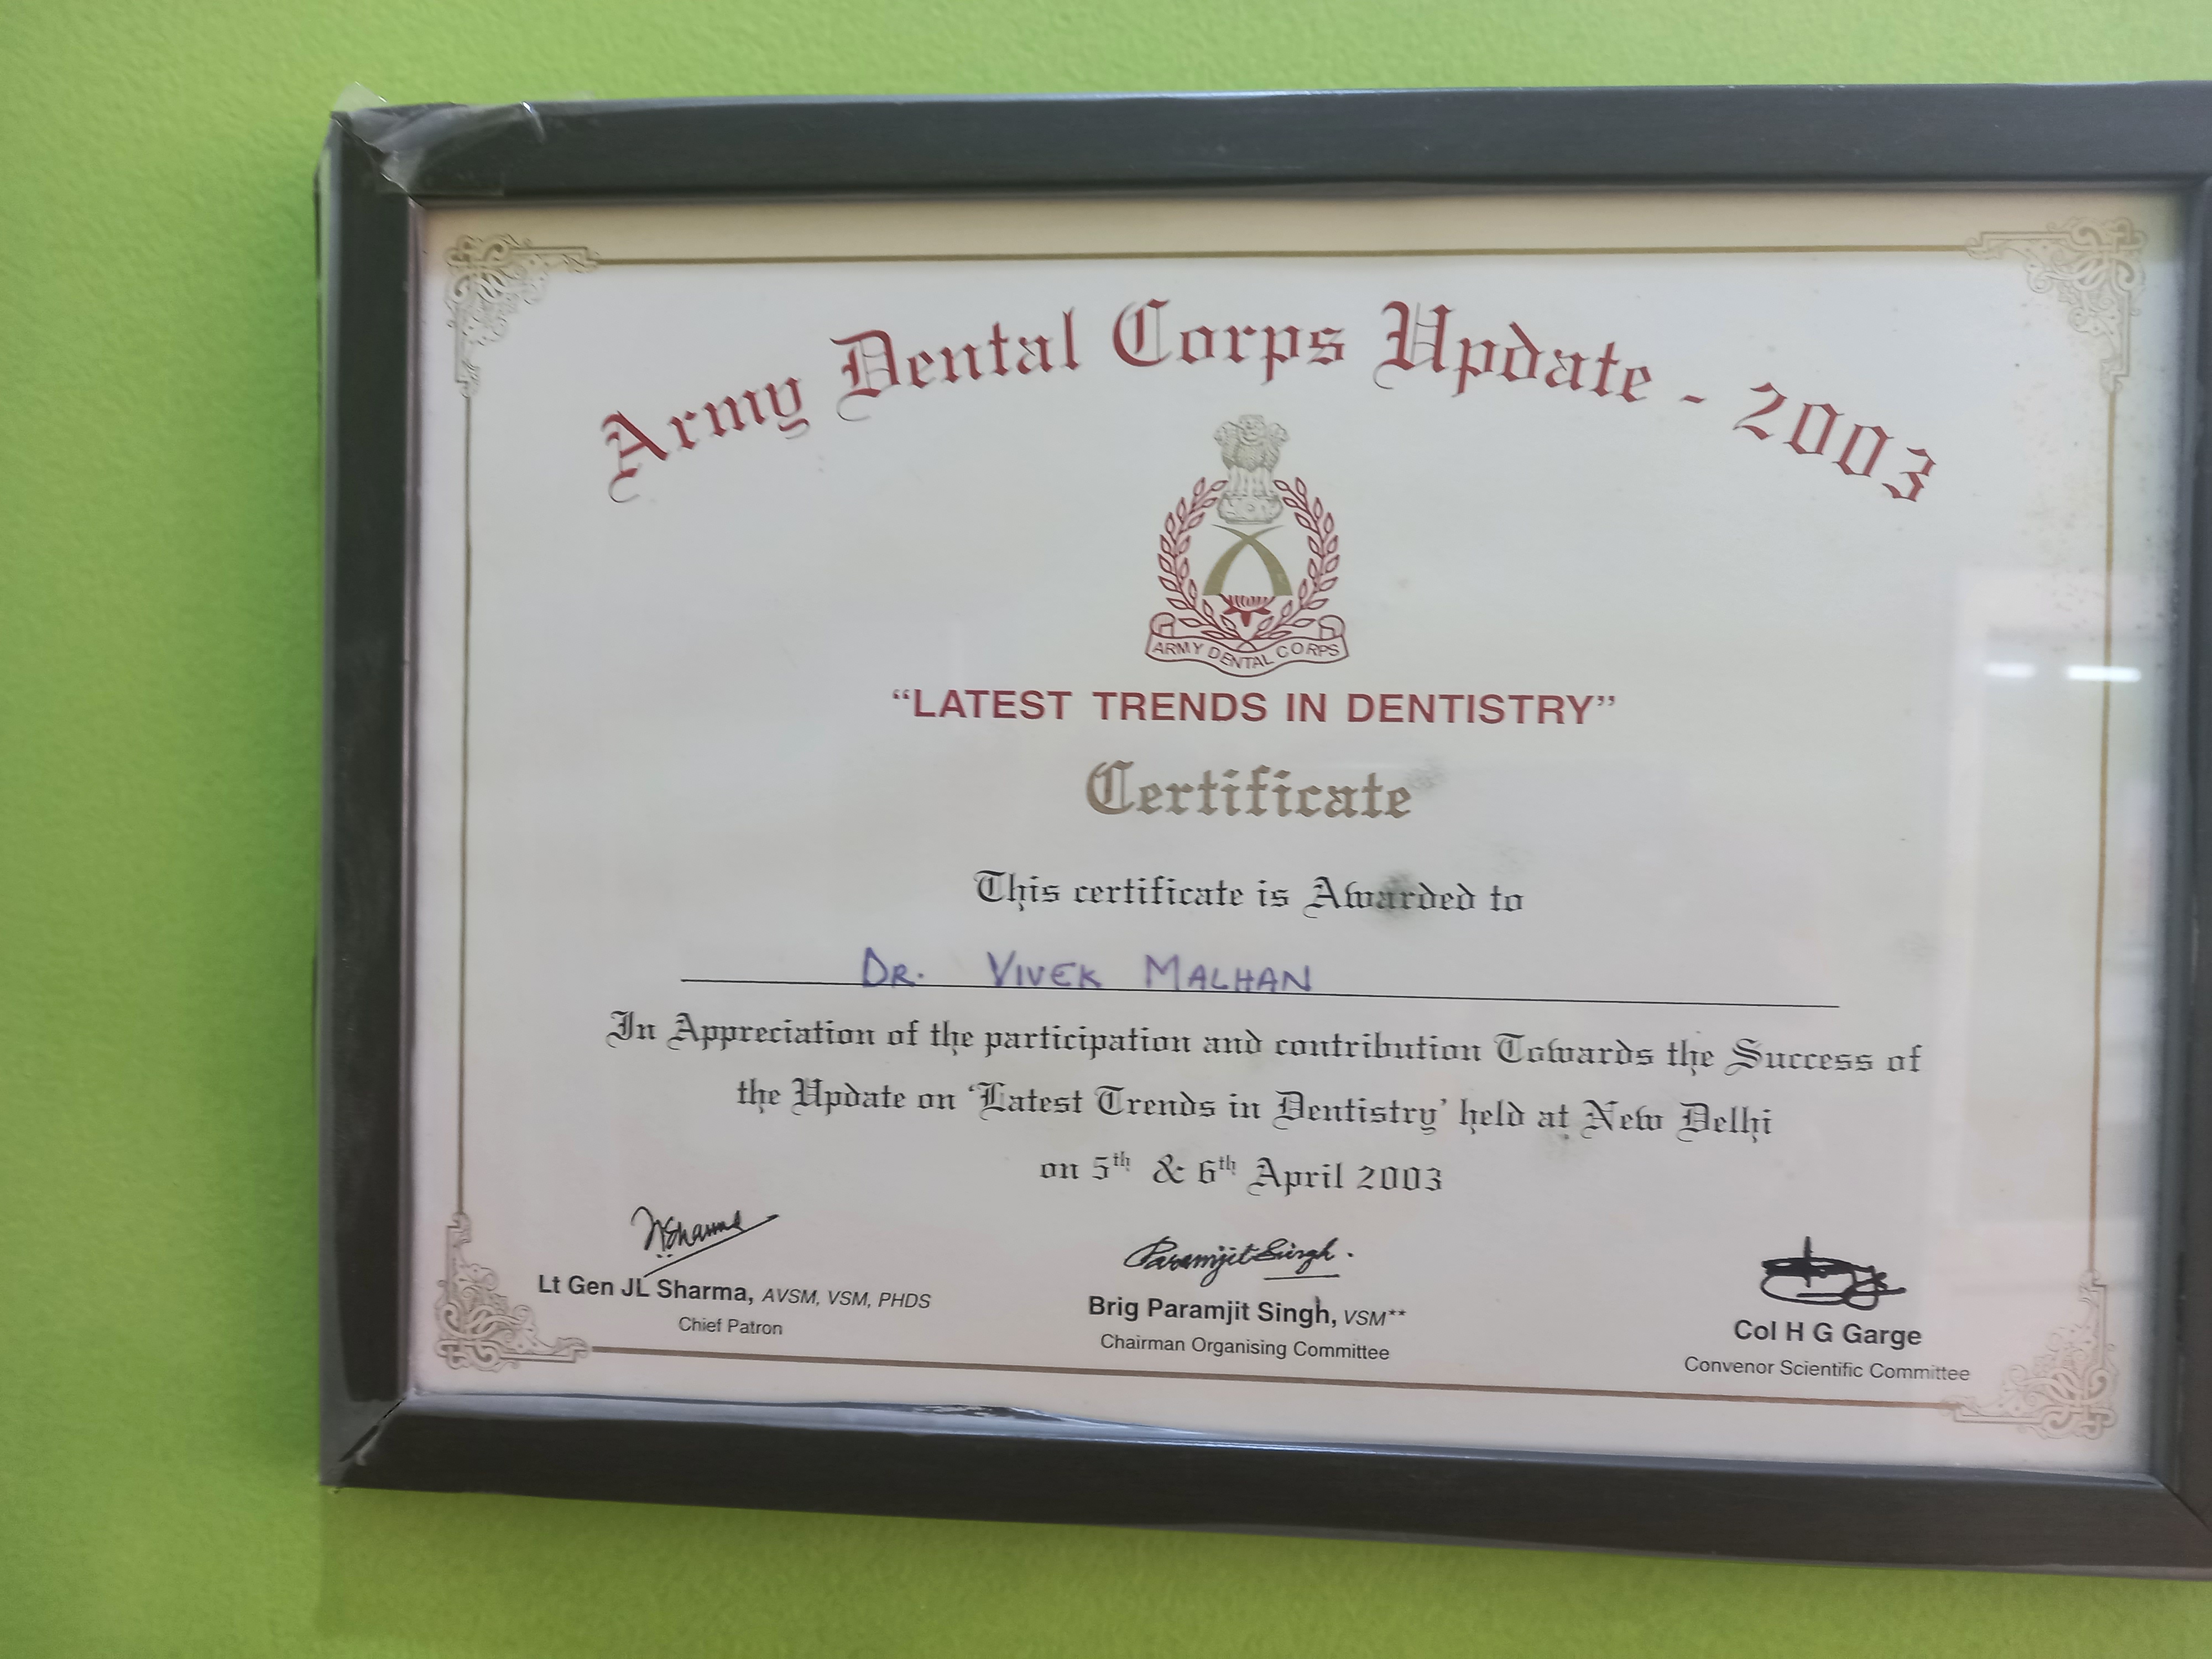 Army Dental Corps Update - 2003
ARMY DENTAL CORPS
“LATEST TRENDS IN DENTISTRY”
Certificate
This certificate is Awarded to
DR. VIVEK MALHAN
In Appreciation of the participation and contribution Towards the Success of
the Update on ‘Latest Trends in Dentistry’ held at New Delhi
on 5th & 6th April 2003
Paramjit Singh.
Lt Gen JL Sharma, AVSM, VSM, PHDS
Chief Patron
Brig Paramjit Singh, VSM**
Chairman Organising Committee
Col H G Garge
Convenor Scientific Committee